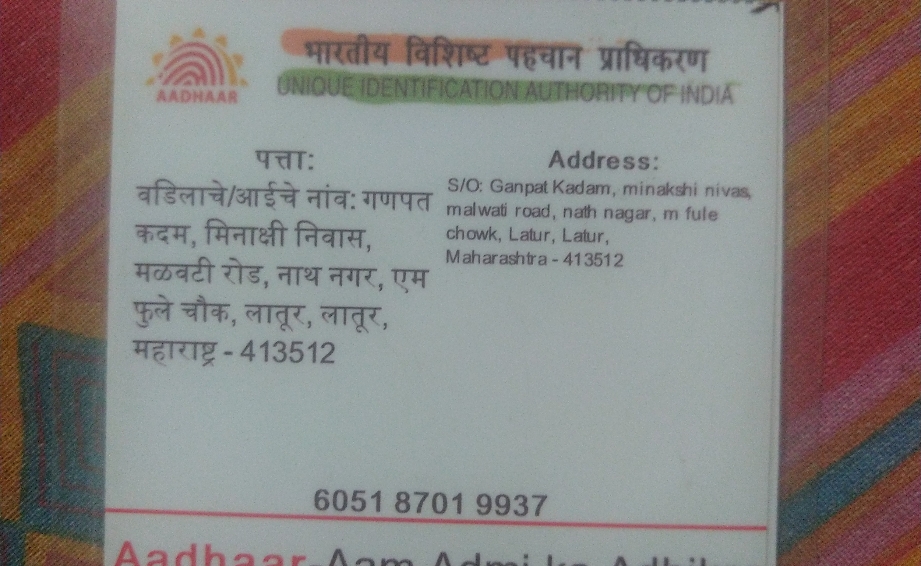 भारतीय विशिष्ट पहचान प्राधिकरण
AADHAAR
UNIQUE IDENTIFICATION AUTHORITY OF INDIA
पत्ता:
वडिलाचे/आईचे नांव: गणपत
कदम, मिनाक्षी निवास,
मळवटी रोड, नाथ नगर, एम
फुले चौक, लातूर, लातूर,
महाराष्ट्र - 413512
Address:
S/O: Ganpat Kadam, minakshi nivas,
malwati road, nath nagar, m fule
chowk, Latur, Latur,
Maharashtra - 413512
6051 8701 9937
Aadhaar-Aam Admi ka